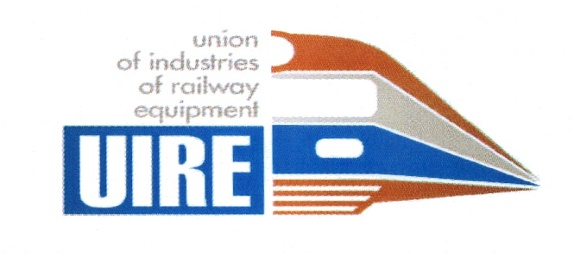 union
of industries
of railway
equipment
UIRE